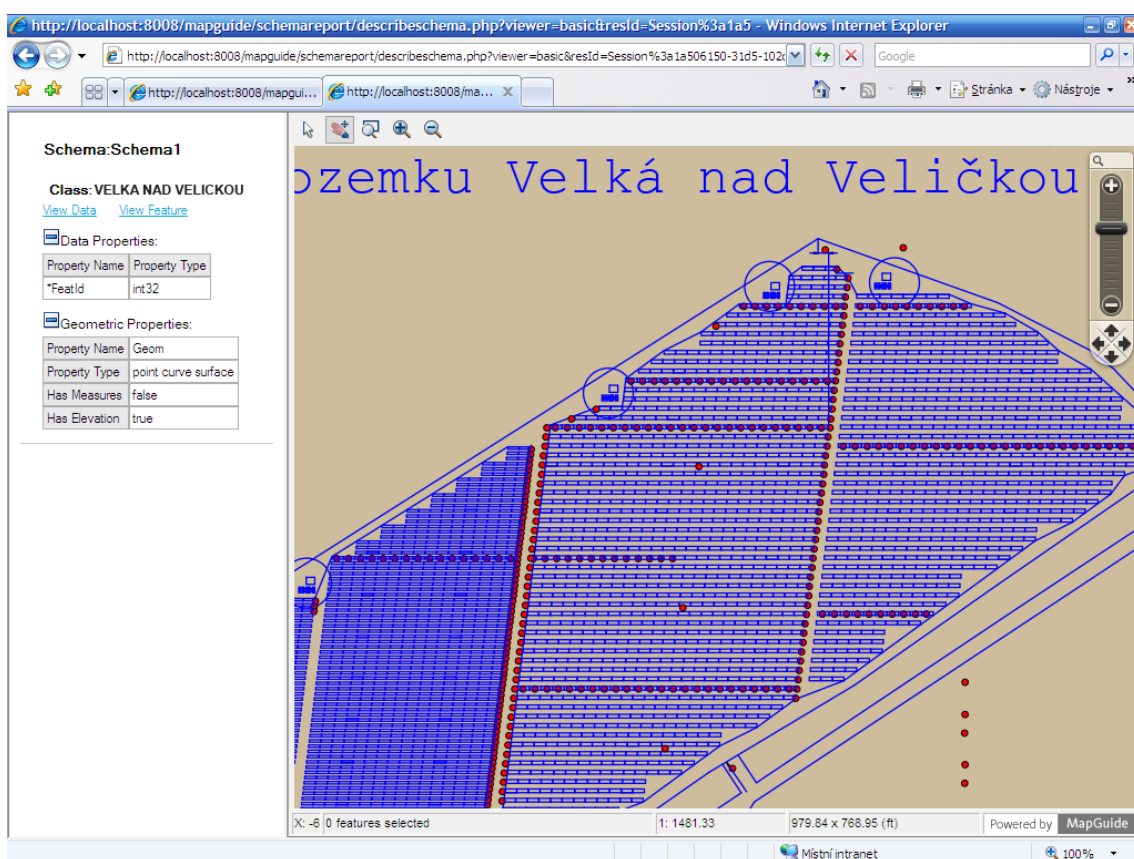 http://localhost:8008/mapguide/schemareport/describeschema.php?viewer=basic&resId=Session%3a1a5 - Windows Internet Explorer
http://localhost:8008/mapguide/schemareport/describeschema.php?viewer=basic&resId=Session%3a1a506150-31d5-102
Google
http://localhost:8008/mapgui...
http://localhost:8008/ma...
Stránka
Nástroje
Schema:Schema1
Class:VELKA NAD VELICKOU
View Data View Feature
Data Properties:
Property Name Property Type
*FeatId int32
Geometric Properties:
Property Name Geom
Property Type point curve surface
Has Measures false
Has Elevation true
ozemku Velká nad Veličkou
X: -6 0 features selected 1: 1481.33 979.84 x 768.95 (ft) Powered by MapGuide
Místní intranet 100%